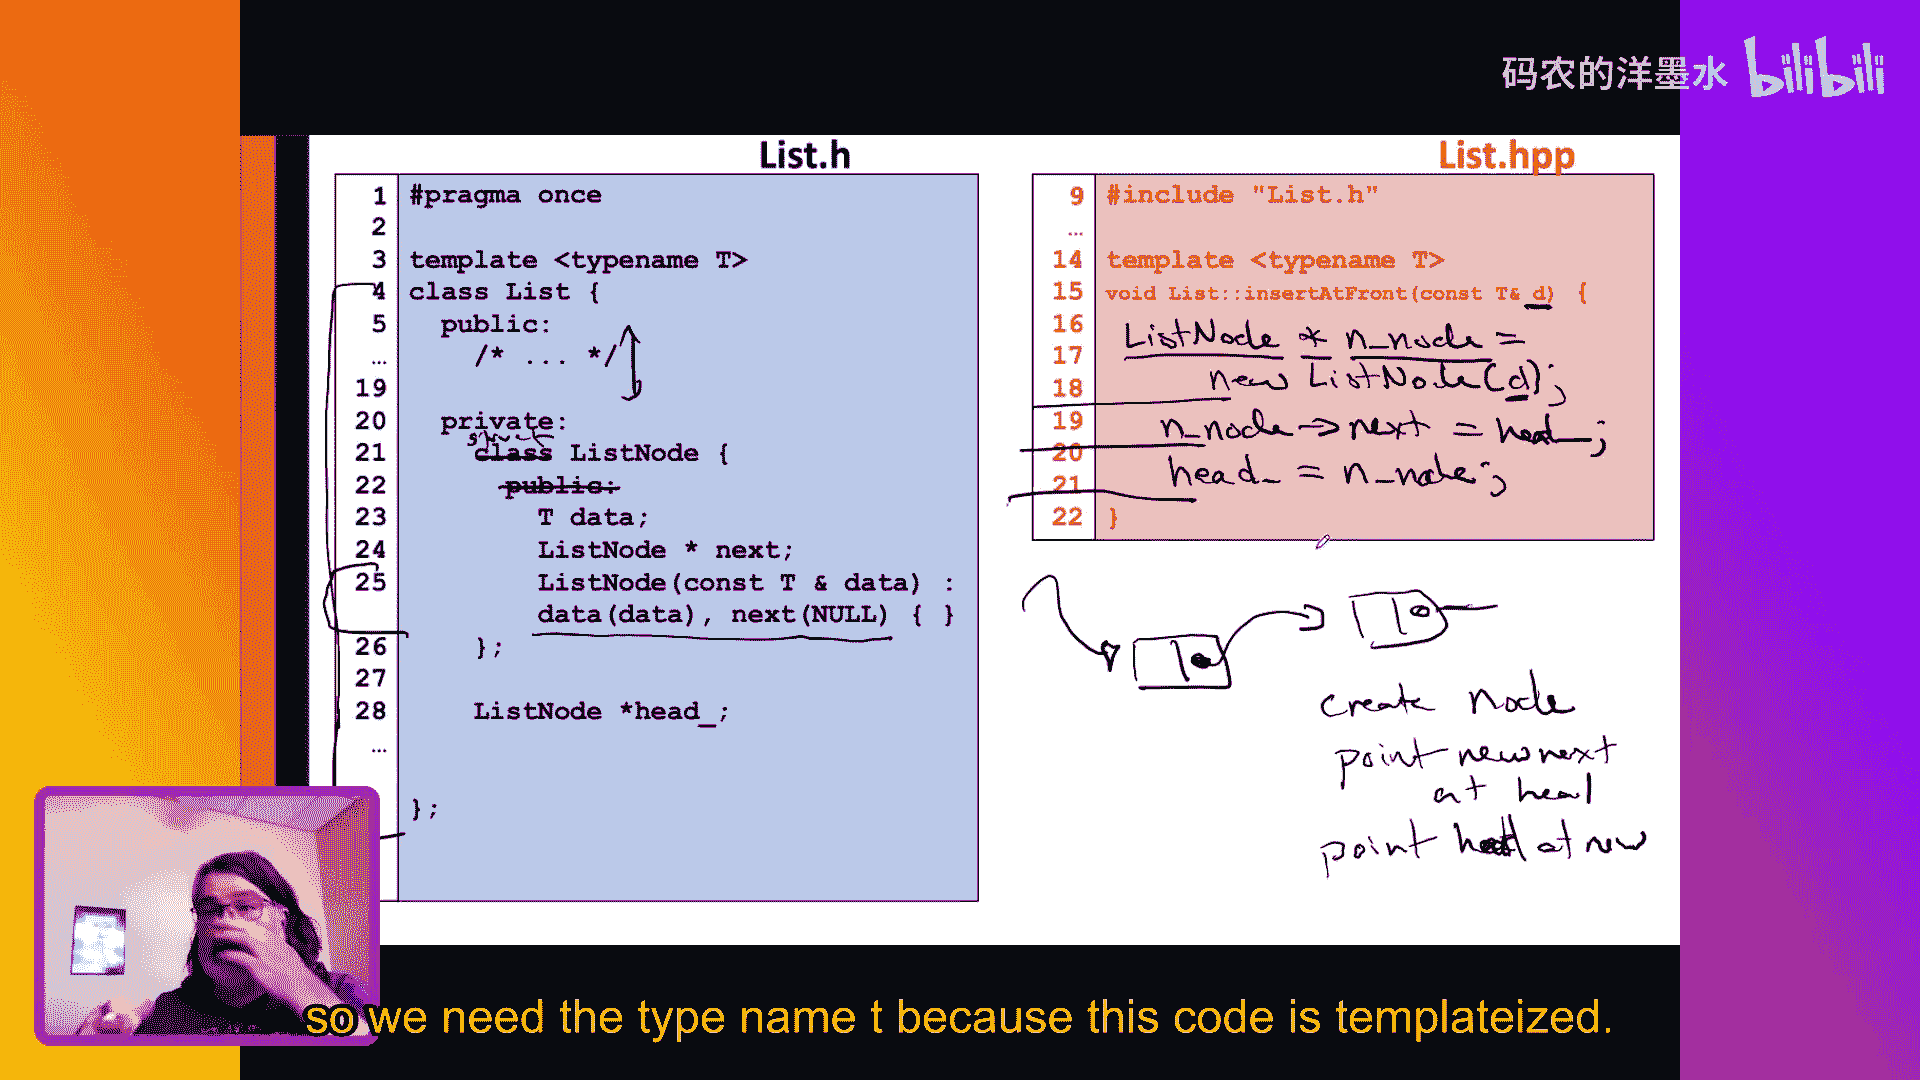 码农的洋墨水 bilibili
List.h
1 #pragma once
2
3 template <typename T>
4 class List {
5 public:
… /* ... */
19
20 private:
struct
21 class ListNode {
22 public:
23 T data;
24 ListNode * next;
25 ListNode(const T & data) :
data(data), next(NULL) { }
26 };
27
28 ListNode *head_;
…
};
List.hpp
9 #include "List.h"
…
14 template <typename T>
15 void List::insertAtFront(const T& d) {
16 ListNode * n_node =
17
18 new ListNode(d);
19 n_node->next = head_;
20
21 head_ = n_node;
22 }
create node
point new next
at head
point head at new
so we need the type name t because this code is templateized.